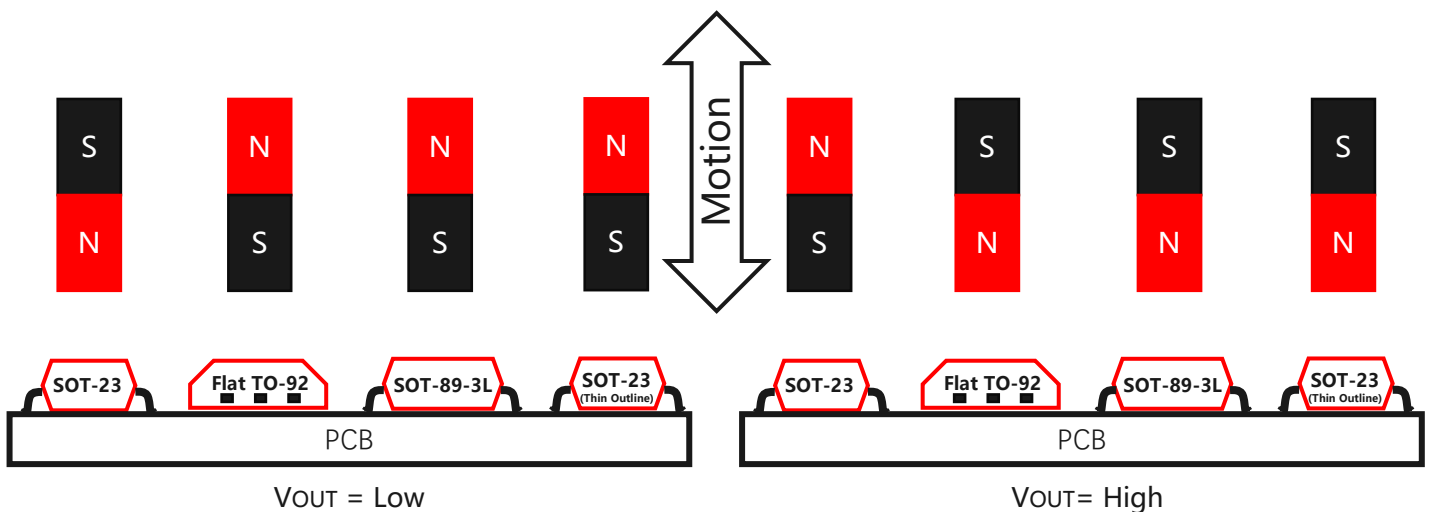 S N N N N S S S
Motion
N S S S S N N N
SOT-23 Flat TO-92 SOT-89-3L SOT-23 (Thin Outline) SOT-23 Flat TO-92 SOT-89-3L SOT-23 (Thin Outline)
PCB PCB
VOUT = Low VOUT= High